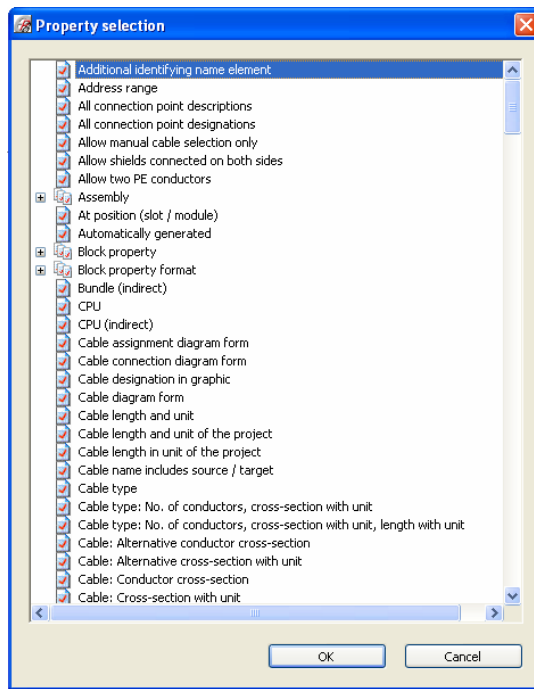 Property selection
Additional identifying name element
Address range
All connection point descriptions
All connection point designations
Allow manual cable selection only
Allow shields connected on both sides
Allow two PE conductors
Assembly
At position (slot / module)
Automatically generated
Block property
Block property format
Bundle (indirect)
CPU
CPU (indirect)
Cable assignment diagram form
Cable connection diagram form
Cable designation in graphic
Cable diagram form
Cable length and unit
Cable length and unit of the project
Cable length in unit of the project
Cable name includes source / target
Cable type
Cable type: No. of conductors, cross-section with unit
Cable type: No. of conductors, cross-section with unit, length with unit
Cable: Alternative conductor cross-section
Cable: Alternative cross-section with unit
Cable: Conductor cross-section
Cable: Cross-section with unit
OK Cancel